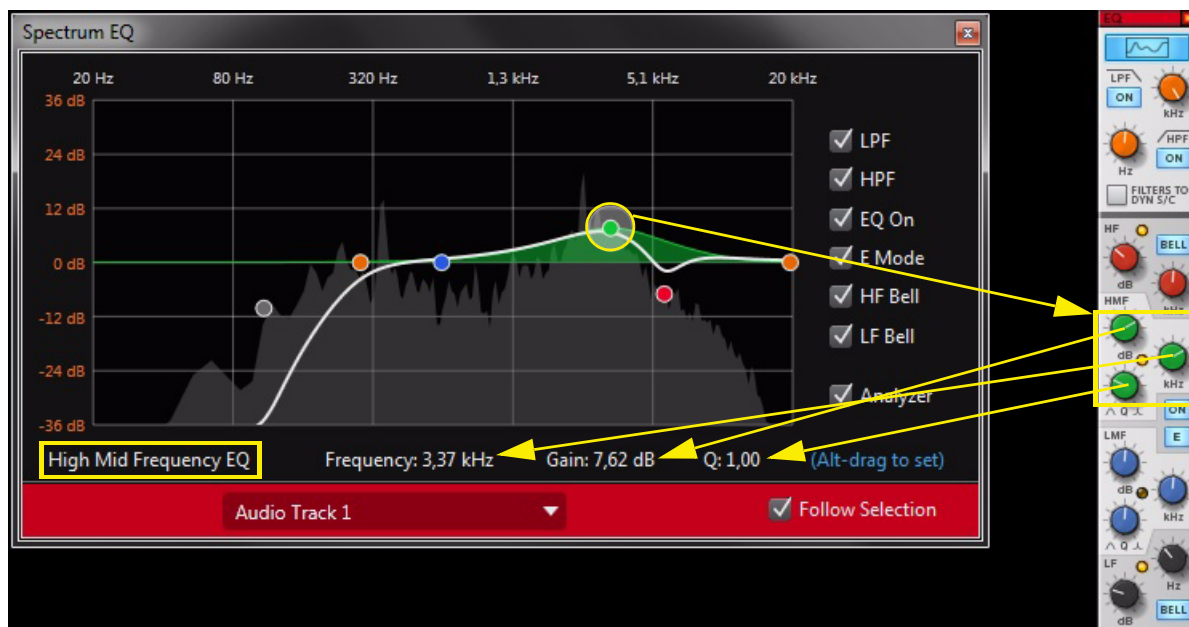 Spectrum EQ
20 Hz 80 Hz 320 Hz 1,3 kHz 5,1 kHz 20 kHz
36 dB
24 dB
12 dB
0 dB
-12 dB
-24 dB
-36 dB
LPF
HPF
EQ On
E Mode
HF Bell
LF Bell
Analyzer
High Mid Frequency EQ Frequency: 3,37 kHz Gain: 7,62 dB Q: 1,00 (Alt-drag to set)
Audio Track 1 Follow Selection
EQ
LPF
ON
kHz
HPF
ON
Hz
FILTERS TO
DYN S/C
HF
BELL
dB
kHz
HMF
dB
kHz
Q
ON
LMF
E
dB
kHz
Q
LF
Hz
BELL
dB